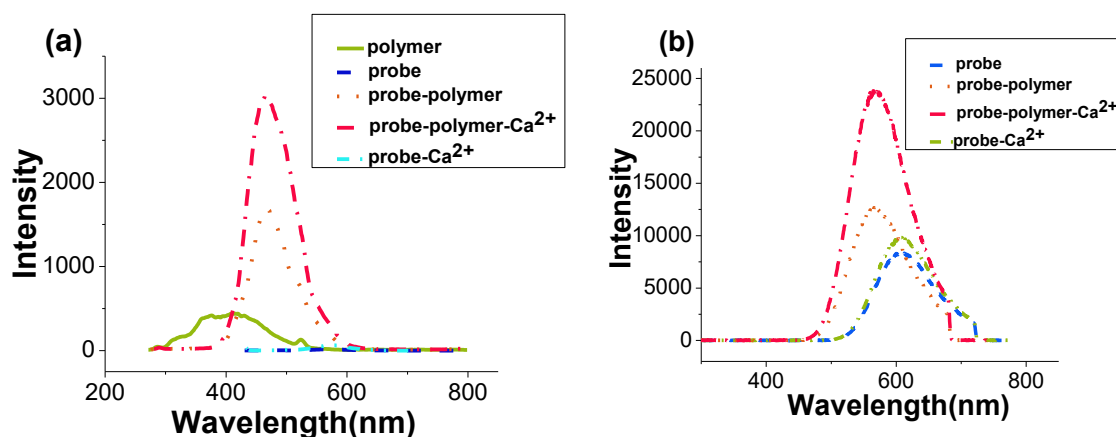 (a)
polymer
probe
probe-polymer
probe-polymer-Ca2+
probe-Ca2+
3000
2000
1000
0
Intensity
200
400
600
800
Wavelength(nm)
(b)
probe
probe-polymer
probe-polymer-Ca2+
probe-Ca2+
25000
20000
15000
10000
5000
0
Intensity
400
600
800
Wavelength(nm)